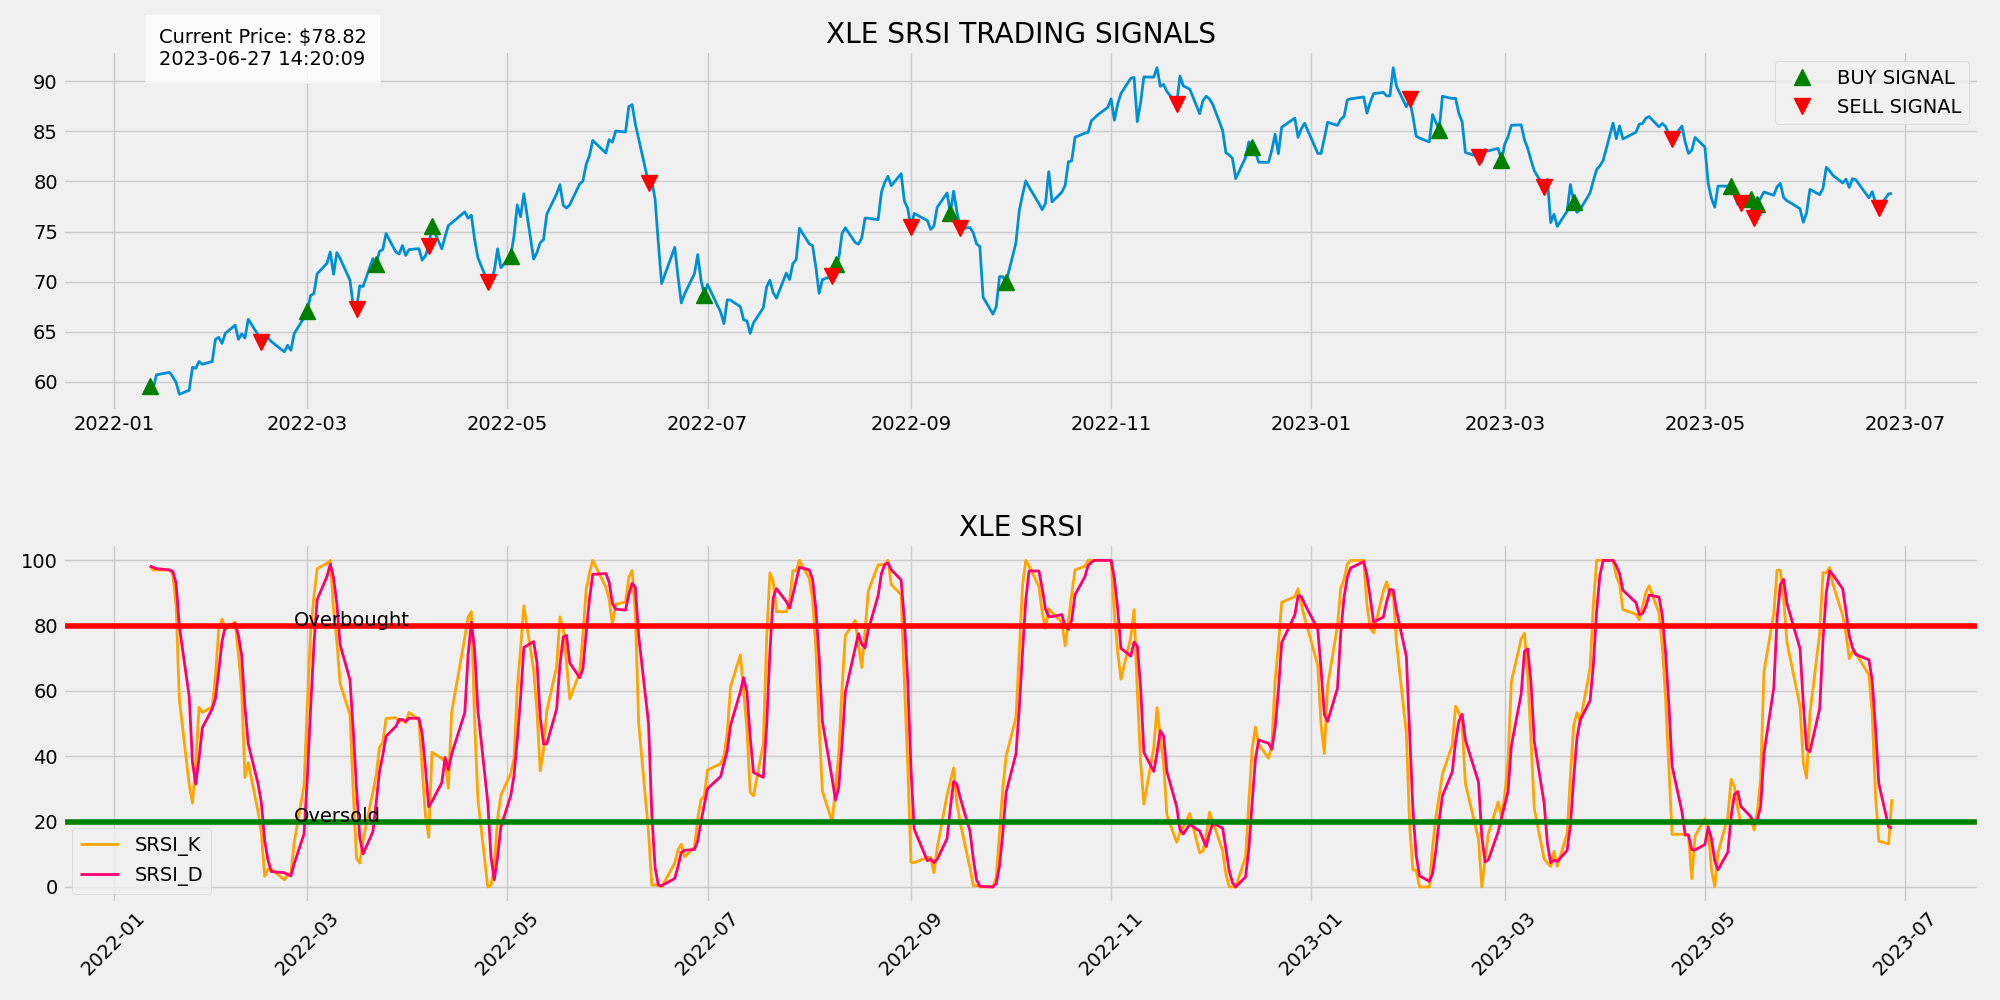 XLE SRSI TRADING SIGNALS
Current Price: $78.82
2023-06-27 14:20:09
BUY SIGNAL
SELL SIGNAL
90
85
80
75
70
65
60
2022-01 2022-03 2022-05 2022-07 2022-09 2022-11 2023-01 2023-03 2023-05 2023-07
XLE SRSI
100
80
60
40
20
0
Overbought
Oversold
SRSI_K
SRSI_D
2022-01 2022-03 2022-05 2022-07 2022-09 2022-11 2023-01 2023-03 2023-05 2023-07